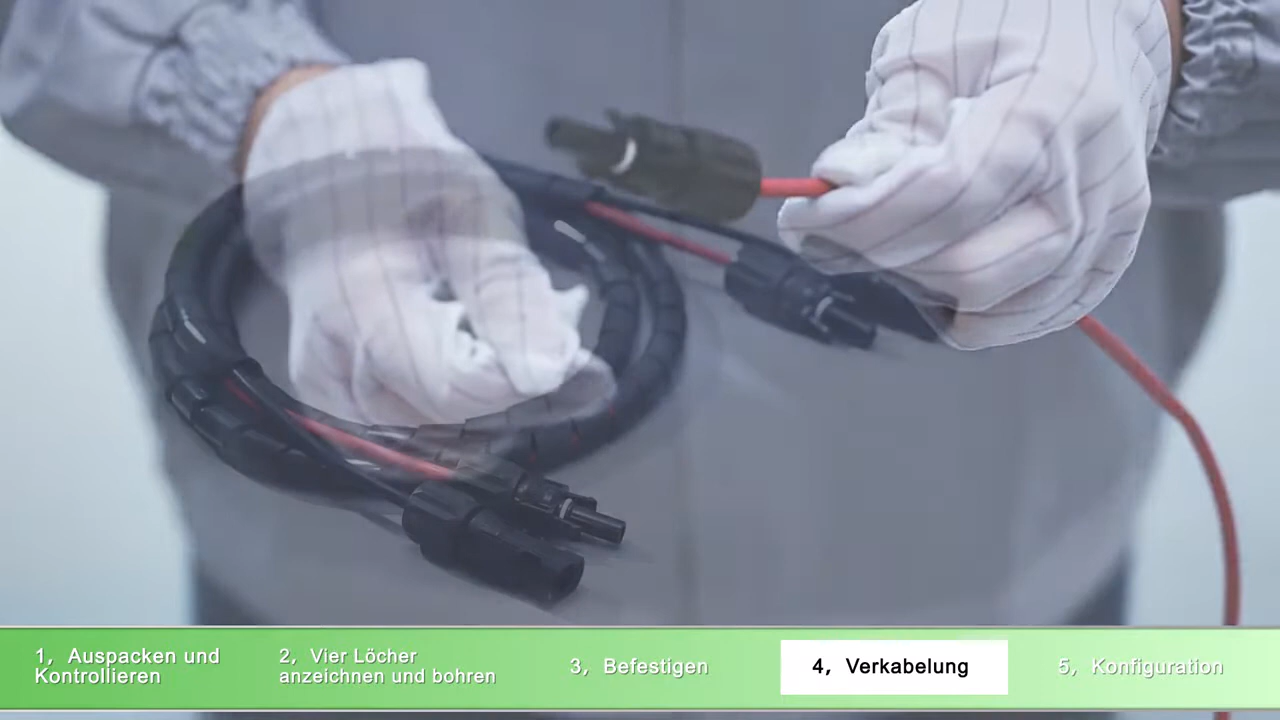 1, Auspacken und
Kontrollieren
2, Vier Löcher
anzeichnen und bohren
3, Befestigen
4, Verkabelung
5, Konfiguration